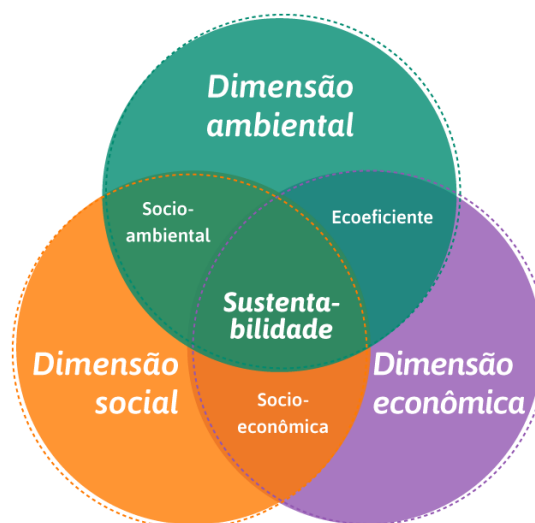 Dimensão
ambiental
Socio-
ambiental
Ecoeficiente
Sustenta-
bilidade
Dimensão
social
Dimensão
econômica
Socio-
econômica